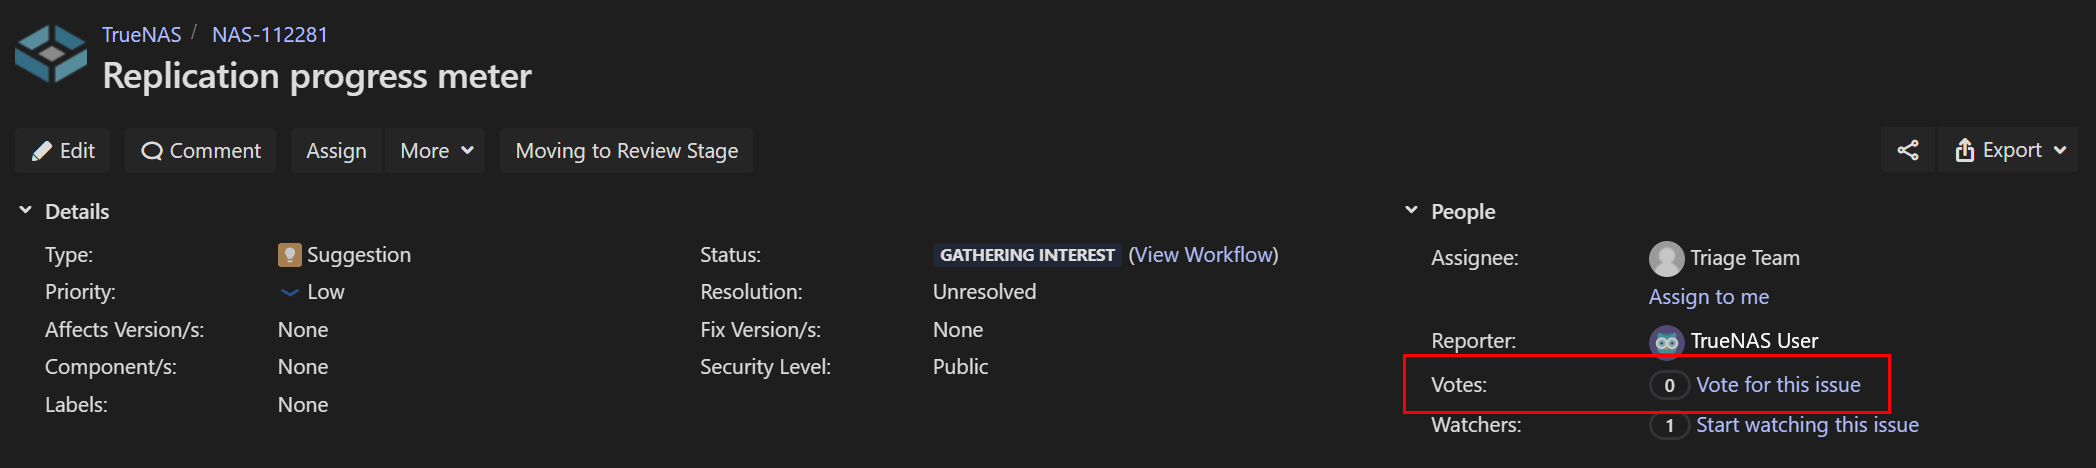 TrueNAS / NAS-112281
Replication progress meter
Edit
Comment
Assign
More
Moving to Review Stage
Export
Details
Type: Suggestion
Priority: Low
Affects Version/s: None
Component/s: None
Labels: None
Status: GATHERING INTEREST (View Workflow)
Resolution: Unresolved
Fix Version/s: None
Security Level: Public
People
Assignee: Triage Team
Assign to me
Reporter: TrueNAS User
Votes: 0 Vote for this issue
Watchers: 1 Start watching this issue